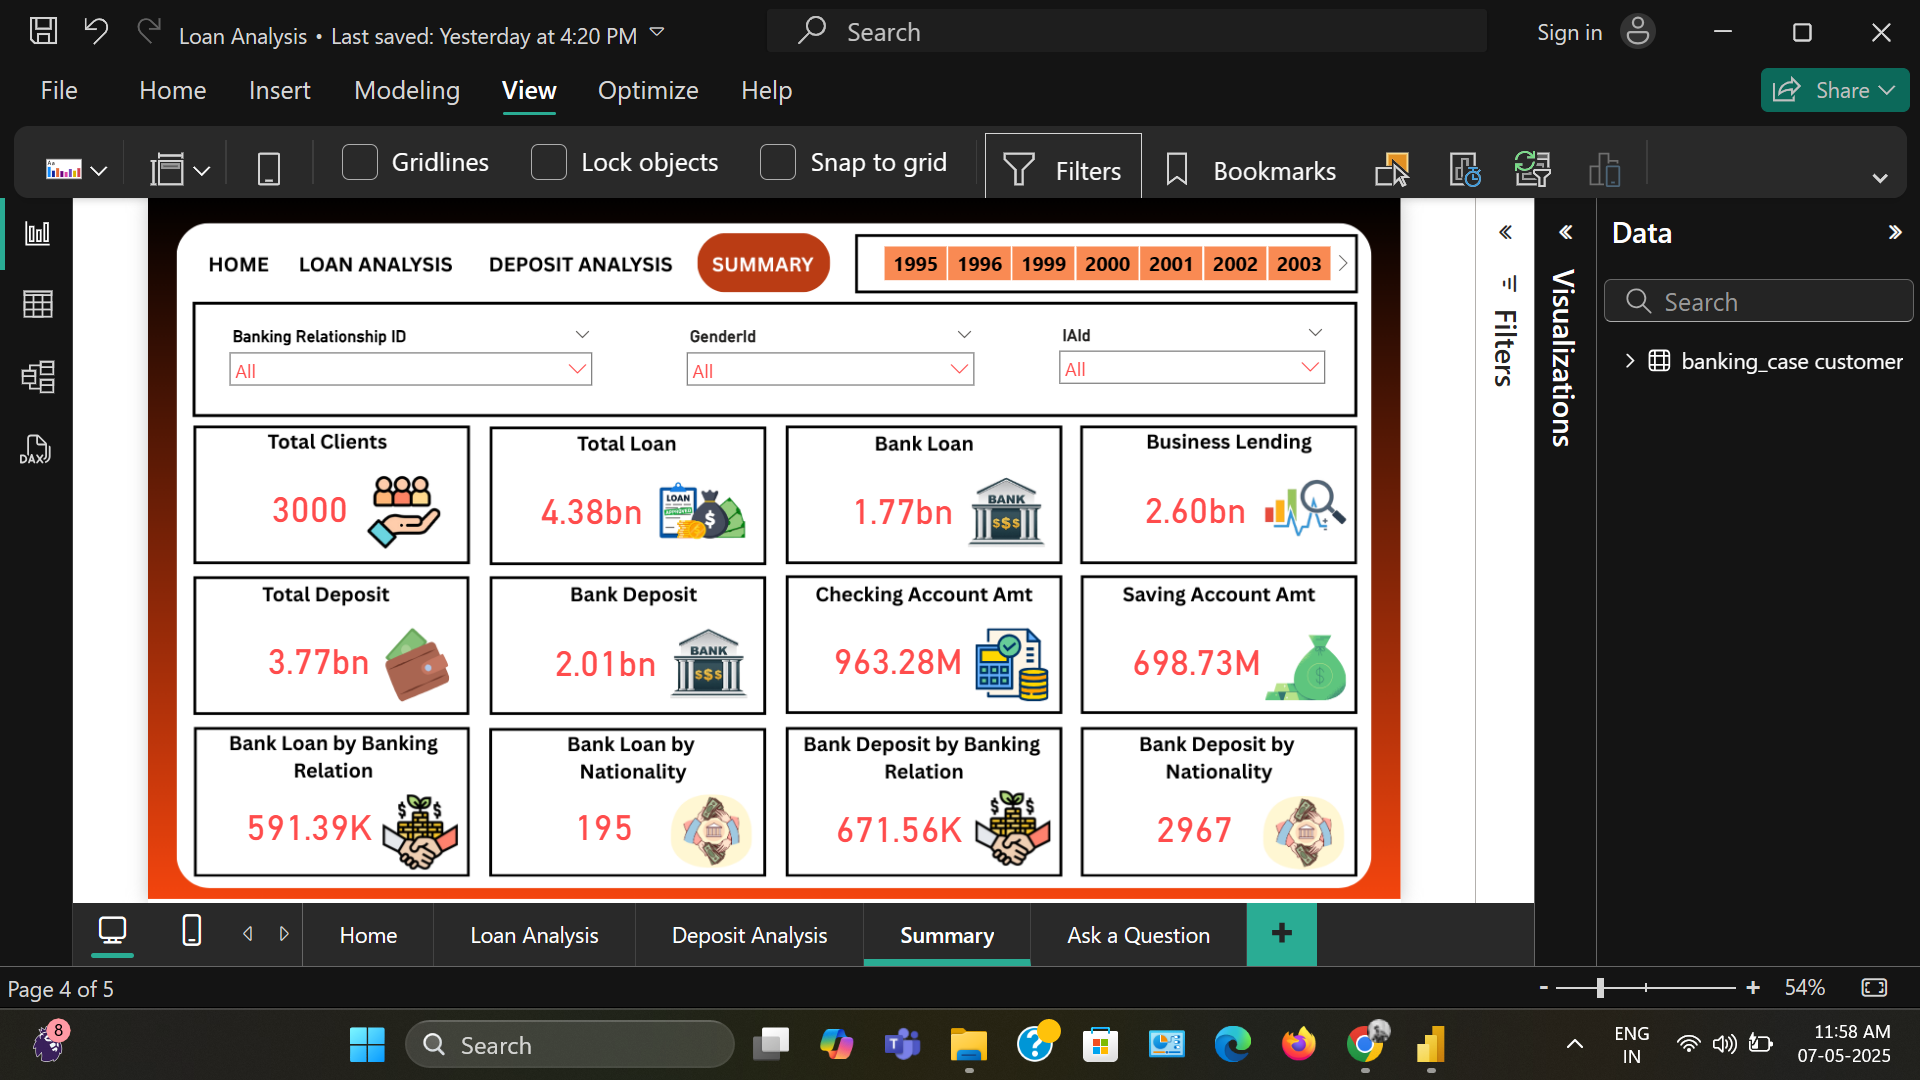 Loan Analysis • Last saved: Yesterday at 4:20 PM
Search
Sign in
File Home Insert Modeling View Optimize Help
Share
Gridlines Lock objects Snap to grid Filters Bookmarks
HOME LOAN ANALYSIS DEPOSIT ANALYSIS SUMMARY
1995 1996 1999 2000 2001 2002 2003
Banking Relationship ID GenderId IAId
All All All
Total Clients Total Loan Bank Loan Business Lending
3000 4.38bn 1.77bn 2.60bn
LOAN
BANK
$$$
Total Deposit Bank Deposit Checking Account Amt Saving Account Amt
3.77bn 2.01bn 963.28M 698.73M
BANK
$$$
Bank Loan by Banking Relation
Bank Loan by Nationality
Bank Deposit by Banking Relation
Bank Deposit by Nationality
591.39K 195 671.56K 2967
Filters
Visualizations
Data
Search
banking_case customer
DAX
Home Loan Analysis Deposit Analysis Summary Ask a Question +
Page 4 of 5
- + 54%
8
Search
ENG
IN
11:58 AM
07-05-2025